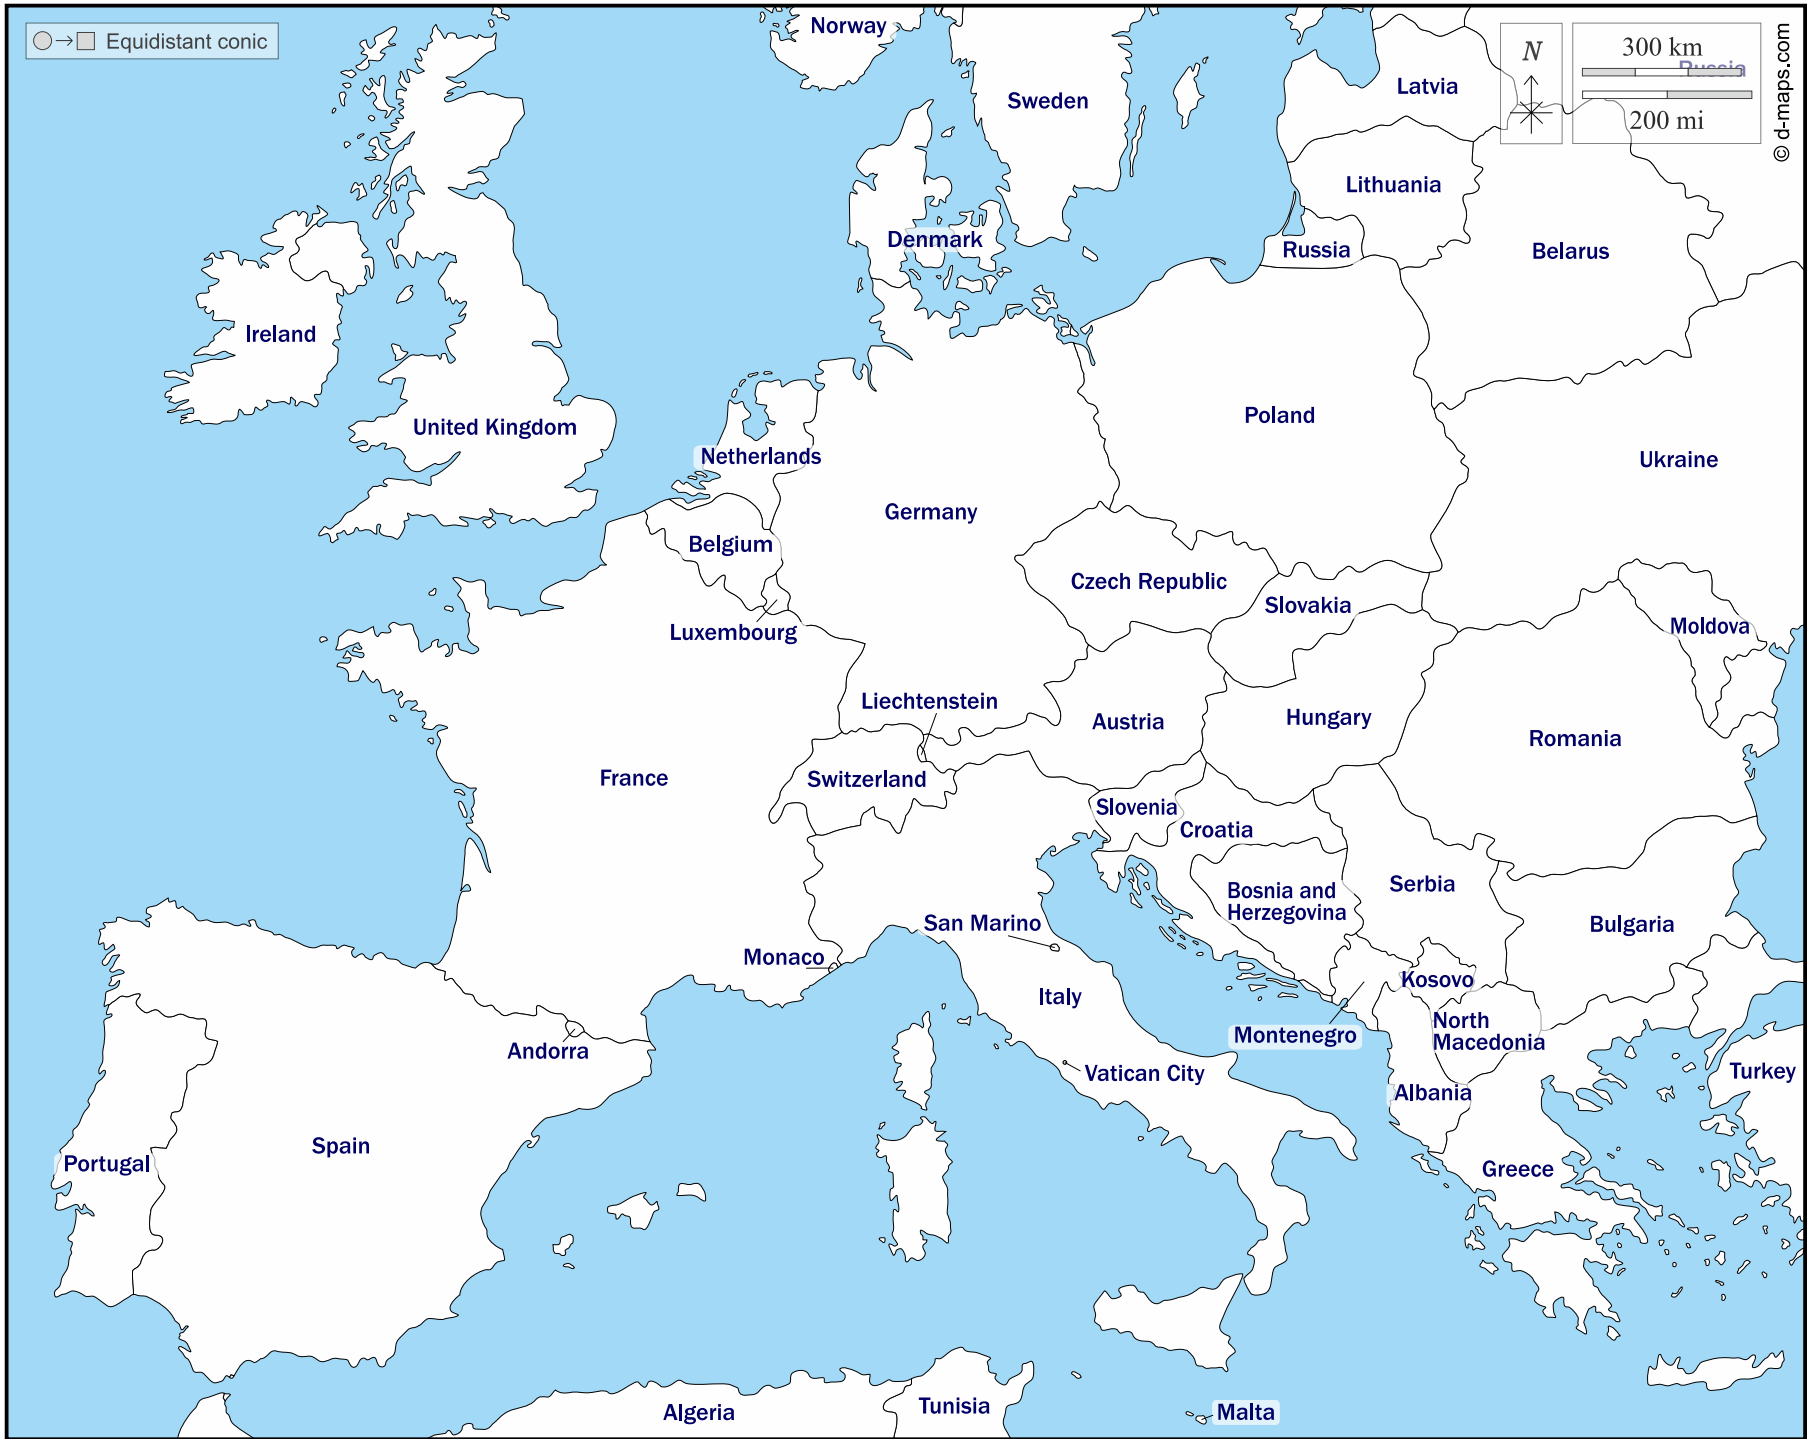 Norway
Equidistant conic
N
300 km
Russia
200 mi
© d-maps.com
Latvia
Sweden
Lithuania
Denmark
Russia
Belarus
Ireland
Poland
United Kingdom
Netherlands
Ukraine
Germany
Belgium
Czech Republic
Slovakia
Luxembourg
Moldova
Liechtenstein
Austria
Hungary
Romania
France
Switzerland
Slovenia
Croatia
Serbia
Bosnia and
Herzegovina
San Marino
Bulgaria
Monaco
Kosovo
Italy
North
Macedonia
Montenegro
Andorra
Vatican City
Turkey
Albania
Spain
Portugal
Greece
Algeria
Tunisia
Malta